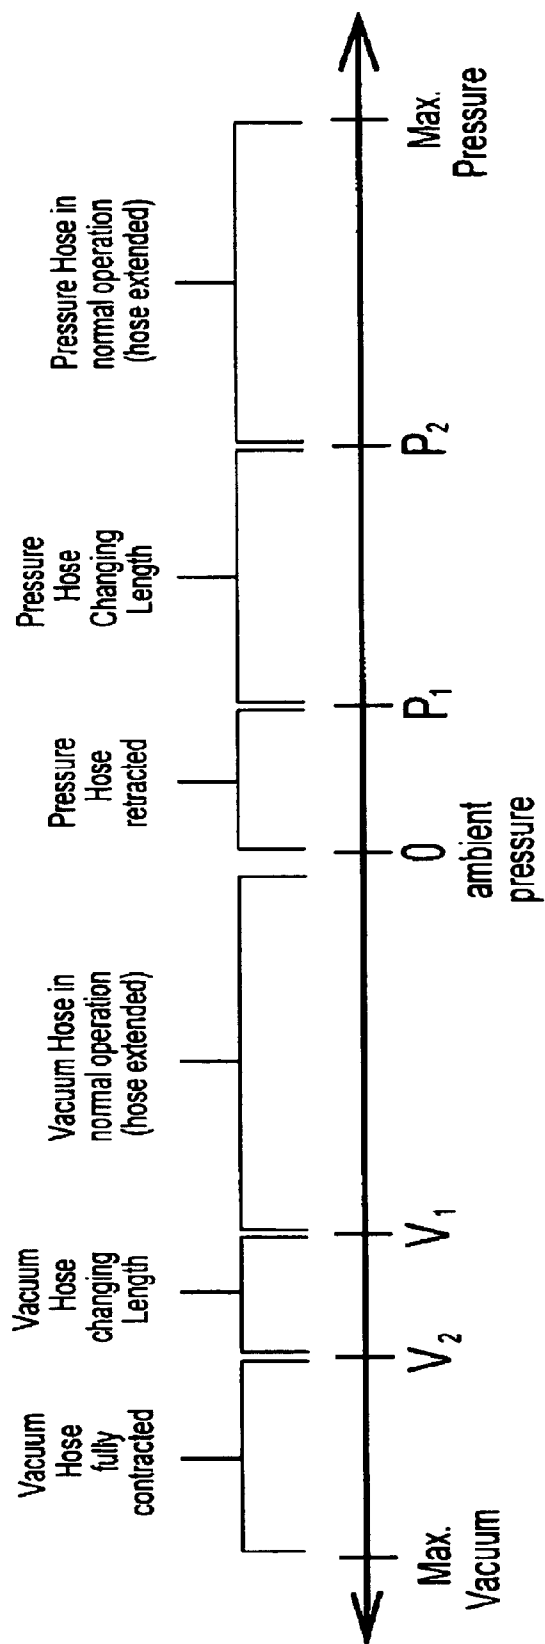 Vacuum
Hose
fully
contracted
Vacuum
Hose
changing
Length
Vacuum Hose in
normal operation
(hose extended)
Pressure
Hose
retracted
Pressure
Hose
Changing
Length
Pressure Hose in
normal operation
(hose extended)
Max.
Vacuum
V2
V1
0
ambient
pressure
P1
P2
Max.
Pressure